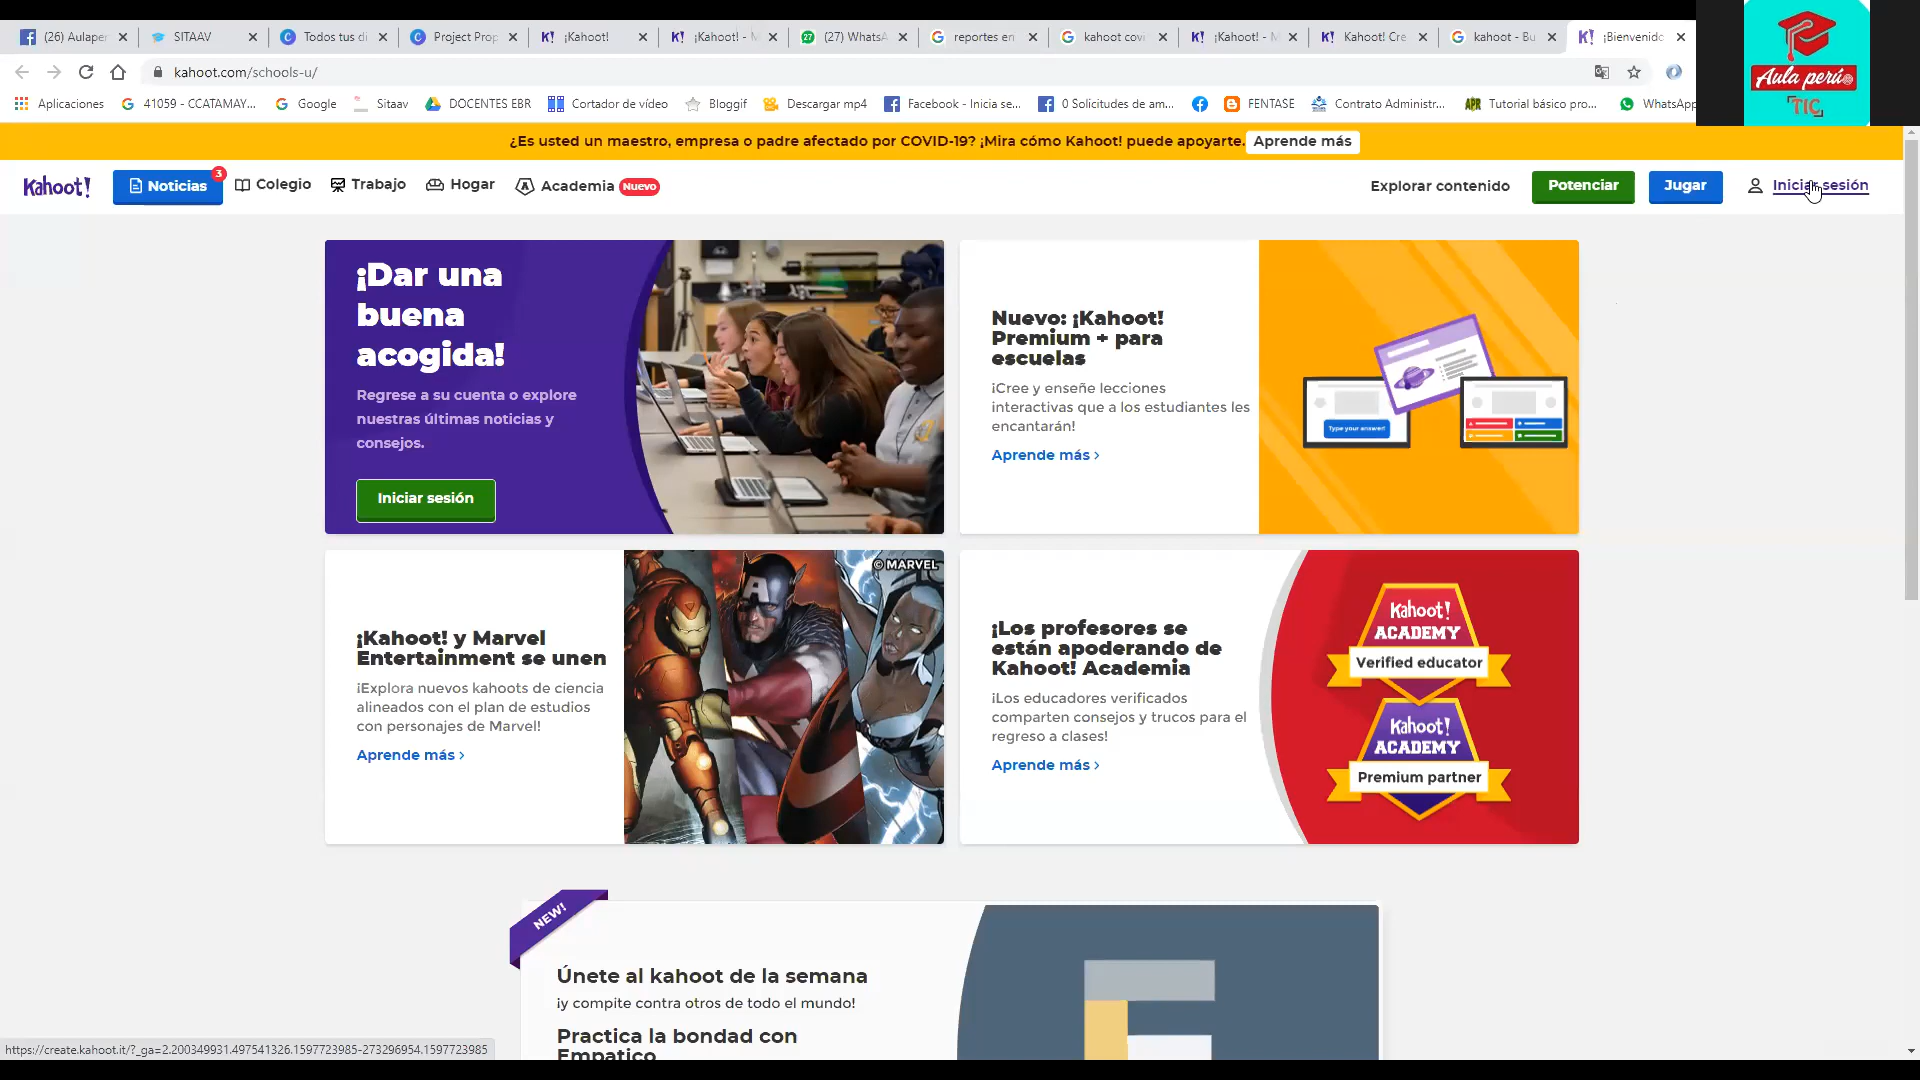 (26) Aulaper
SITAAV
Todos tus di
Project Prop
¡Kahoot!
¡Kahoot! - M
(27) WhatsA
reportes en
kahoot covi
¡Kahoot! - M
Kahoot! Cre
kahoot - Bu
¡Bienvenido
kahoot.com/schools-u/
Aplicaciones
41059 - CCATAMAY...
Google
Sitaav
DOCENTES EBR
Cortador de vídeo
Bloggif
Descargar mp4
Facebook - Inicia se...
0 Solicitudes de am...
FENTASE
Contrato Administr...
Tutorial básico pro...
WhatsApp
Aula perú
TIC
¿Es usted un maestro, empresa o padre afectado por COVID-19? ¡Mira cómo Kahoot! puede apoyarte. Aprende más
Kahoot!
Noticias 3
Colegio
Trabajo
Hogar
Academia Nuevo
Explorar contenido
Potenciar
Jugar
Iniciar sesión
¡Dar una
buena
acogida!
Regrese a su cuenta o explore
nuestras últimas noticias y
consejos.
Iniciar sesión
Nuevo: ¡Kahoot!
Premium + para
escuelas
¡Cree y enseñe lecciones
interactivas que a los estudiantes les
encantarán!
Aprende más ›
Type your answer!
¡Kahoot! y Marvel
Entertainment se unen
¡Explora nuevos kahoots de ciencia
alineados con el plan de estudios
con personajes de Marvel!
Aprende más ›
© MARVEL
A
¡Los profesores se
están apoderando de
Kahoot! Academia
¡Los educadores verificados
comparten consejos y trucos para el
regreso a clases!
Aprende más ›
Kahoot!
ACADEMY
Verified educator
Kahoot!
ACADEMY
Premium partner
NEW!
Únete al kahoot de la semana
¡y compite contra otros de todo el mundo!
Practica la bondad con
Empatico
https://create.kahoot.it/?_ga=2.200349931.497541326.1597723985-273296954.1597723985